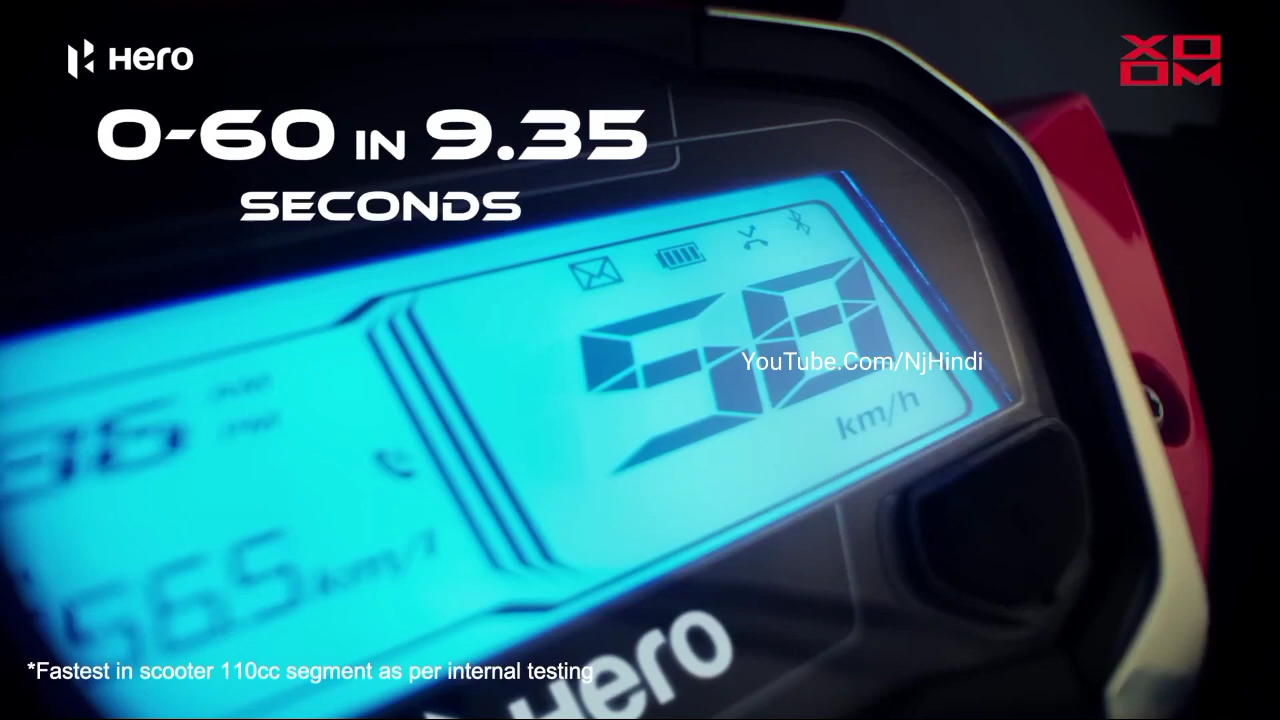 Hero
XOOM
0-60 IN 9.35
SECONDS
YouTube.Com/NjHindi
km/h
Hero
*Fastest in scooter 110cc segment as per internal testing